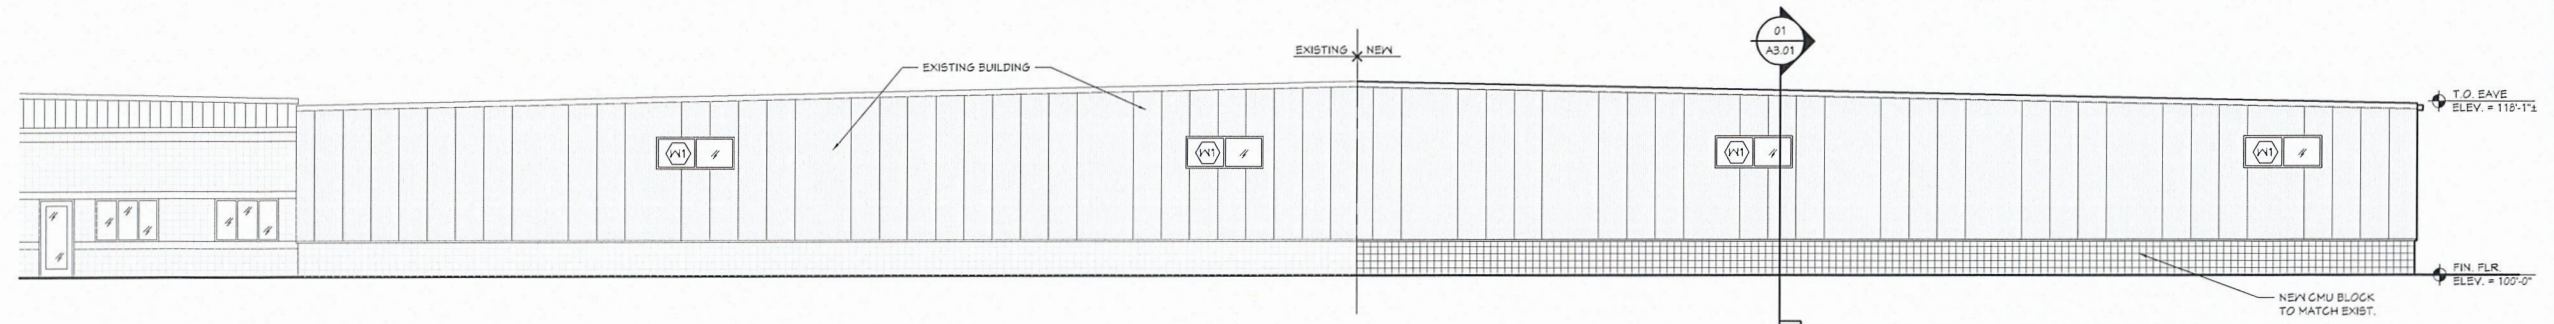 01
A3.01
EXISTING NEW
EXISTING BUILDING
T.O. EAVE
ELEV. = 118'-1"±
W1
W1
W1
W1
FIN. FLR.
ELEV. = 100'-0"
NEW CMU BLOCK
TO MATCH EXIST.